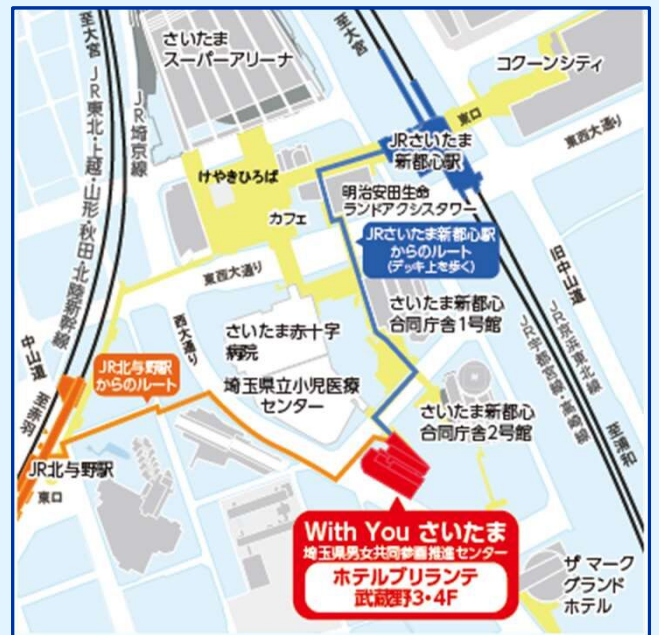 至大宮
JR東北・上越・山形・秋田・北陸新幹線
JR埼京線
さいたま
スーパーアリーナ
至大宮
コクーンシティ
東口
JRさいたま
新都心駅
東西大通り
けやきひろば
明治安田生命
ランドアクシスタワー
カフェ
JRさいたま新都心駅
からのルート
(デッキ上を歩く)
旧中山道
東西大通り
西大通り
さいたま新都心
合同庁舎1号館
JR京浜東北線
JR宇都宮線・高崎線
中山道
至赤羽
JR北与野駅
からのルート
さいたま赤十字
病院
埼玉県立小児医療
センター
さいたま新都心
合同庁舎2号館
至浦和
JR北与野駅
東口
With You さいたま
埼玉県男女共同参画推進センター
ホテルブリランテ
武蔵野3・4F
ザ マーク
グランド
ホテル